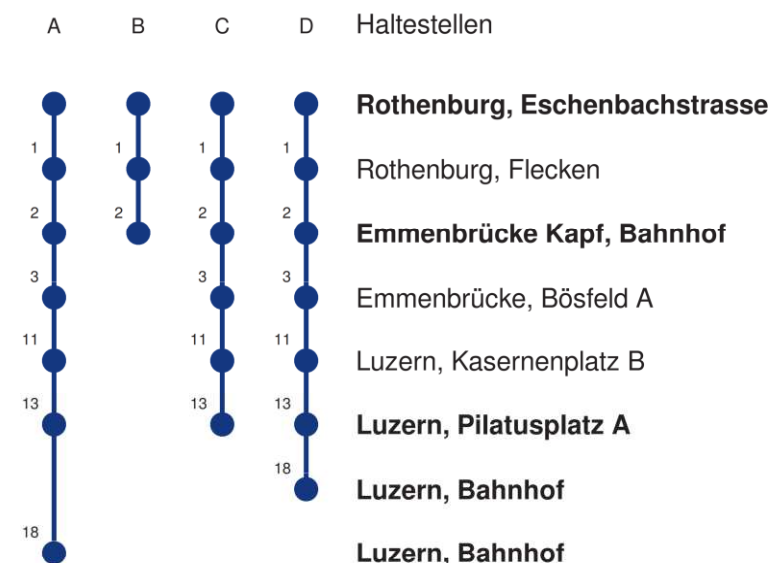 A B C D Haltestellen
Rothenburg, Eschenbachstrasse
1 1 1 1 Rothenburg, Flecken
2 2 2 2 Emmenbrücke Kapf, Bahnhof
3 3 3 Emmenbrücke, Bösfeld A
11 11 11 Luzern, Kasernenplatz B
13 13 13 Luzern, Pilatusplatz A
18 Luzern, Bahnhof
18 Luzern, Bahnhof